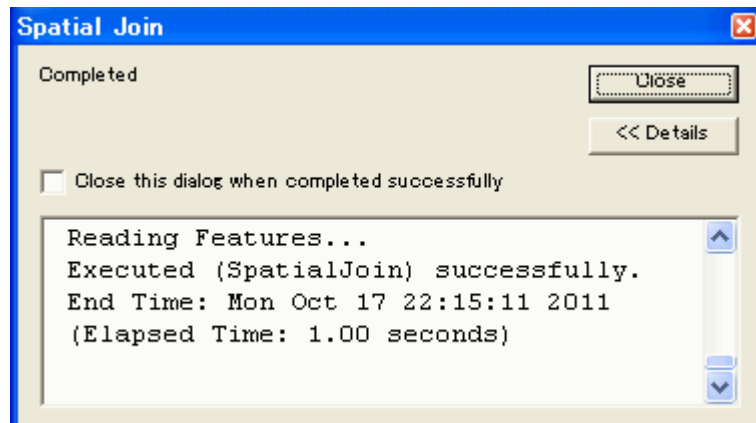 Spatial Join
Completed
Close
<< Details
Close this dialog when completed successfully
Reading Features...
Executed (SpatialJoin) successfully.
End Time: Mon Oct 17 22:15:11 2011
(Elapsed Time: 1.00 seconds)